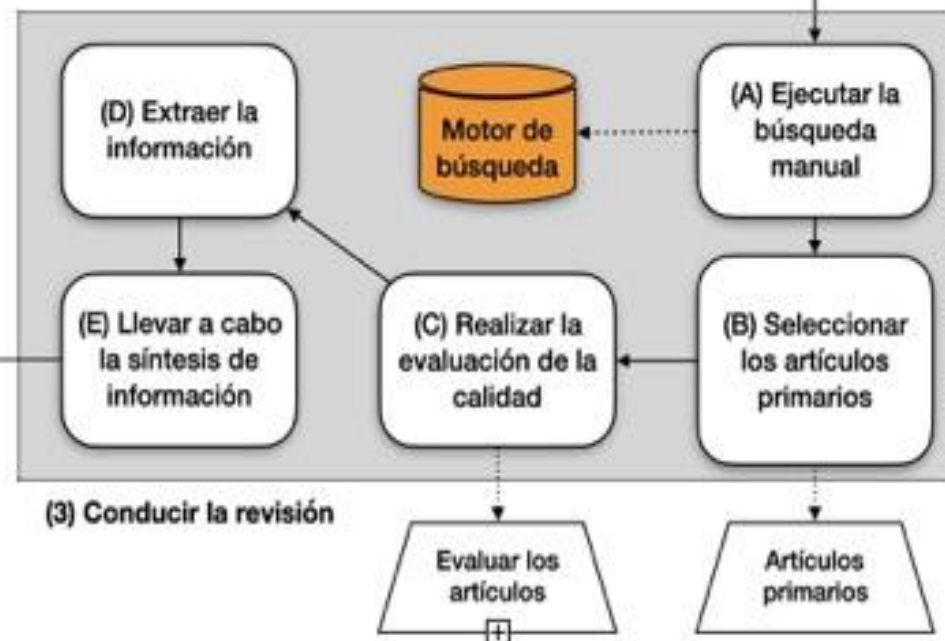 (D) Extraer la
información
Motor de
búsqueda
(A) Ejecutar la
búsqueda
manual
(E) Llevar a cabo
la síntesis de
información
(C) Realizar la
evaluación de la
calidad
(B) Seleccionar
los artículos
primarios
(3) Conducir la revisión
Evaluar los
artículos
Artículos
primarios